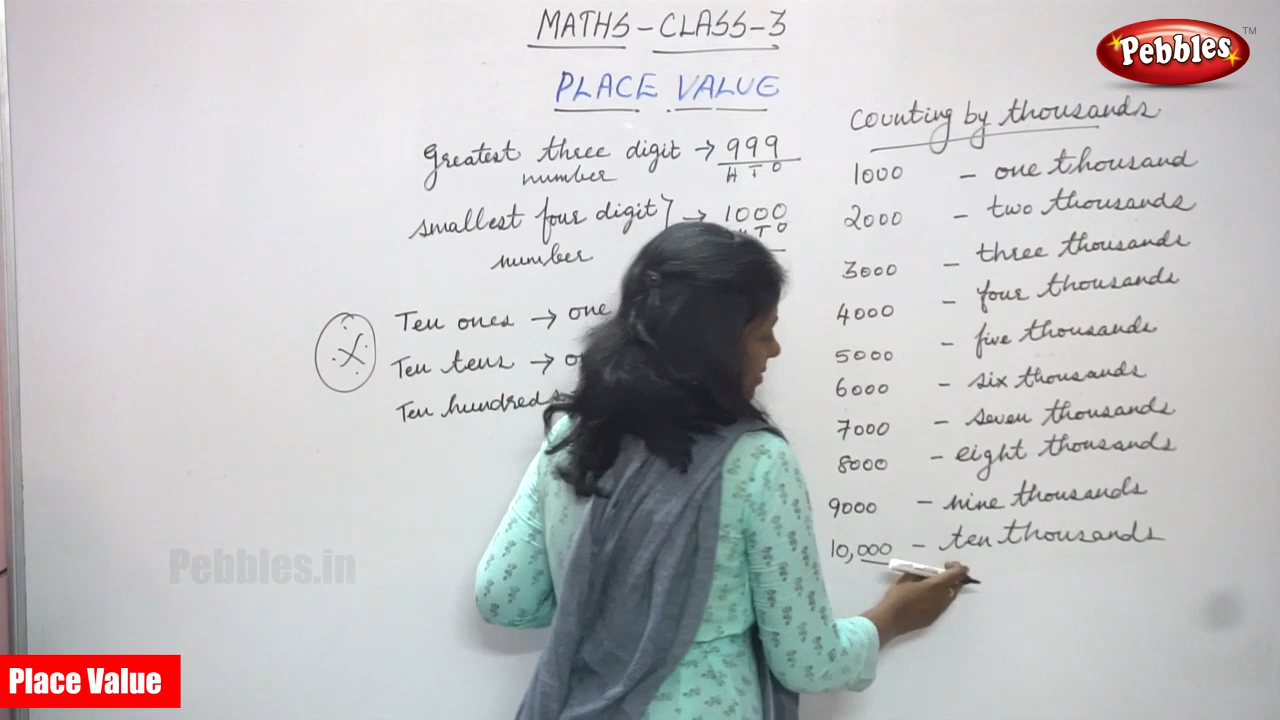 MATHS - CLASS-3
PLACE VALUE
Greatest three digit → 999
number H T O
smallest four digit } → 1000
number T O
Ten ones → one
Ten tens →
Ten hundreds
Counting by thousands
1000 - one thousand
2000 - two thousands
3000 - three thousands
4000 - four thousands
5000 - five thousands
6000 - six thousands
7000 - seven thousands
8000 - eight thousands
9000 - nine thousands
10,000 - ten thousands
Pebbles TM
Pebbles.in
Place Value